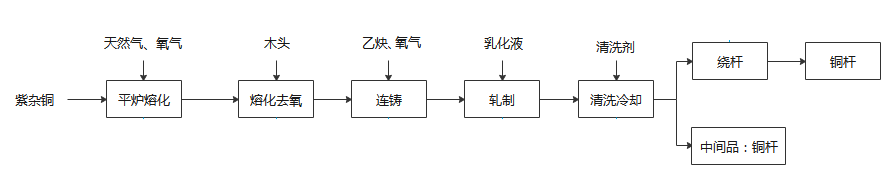 天然气、氧气
木头
乙炔、氧气
乳化液
清洗剂
紫杂铜
平炉熔化
熔化去氧
连铸
轧制
清洗冷却
绕杆
铜杆
中间品：铜杆